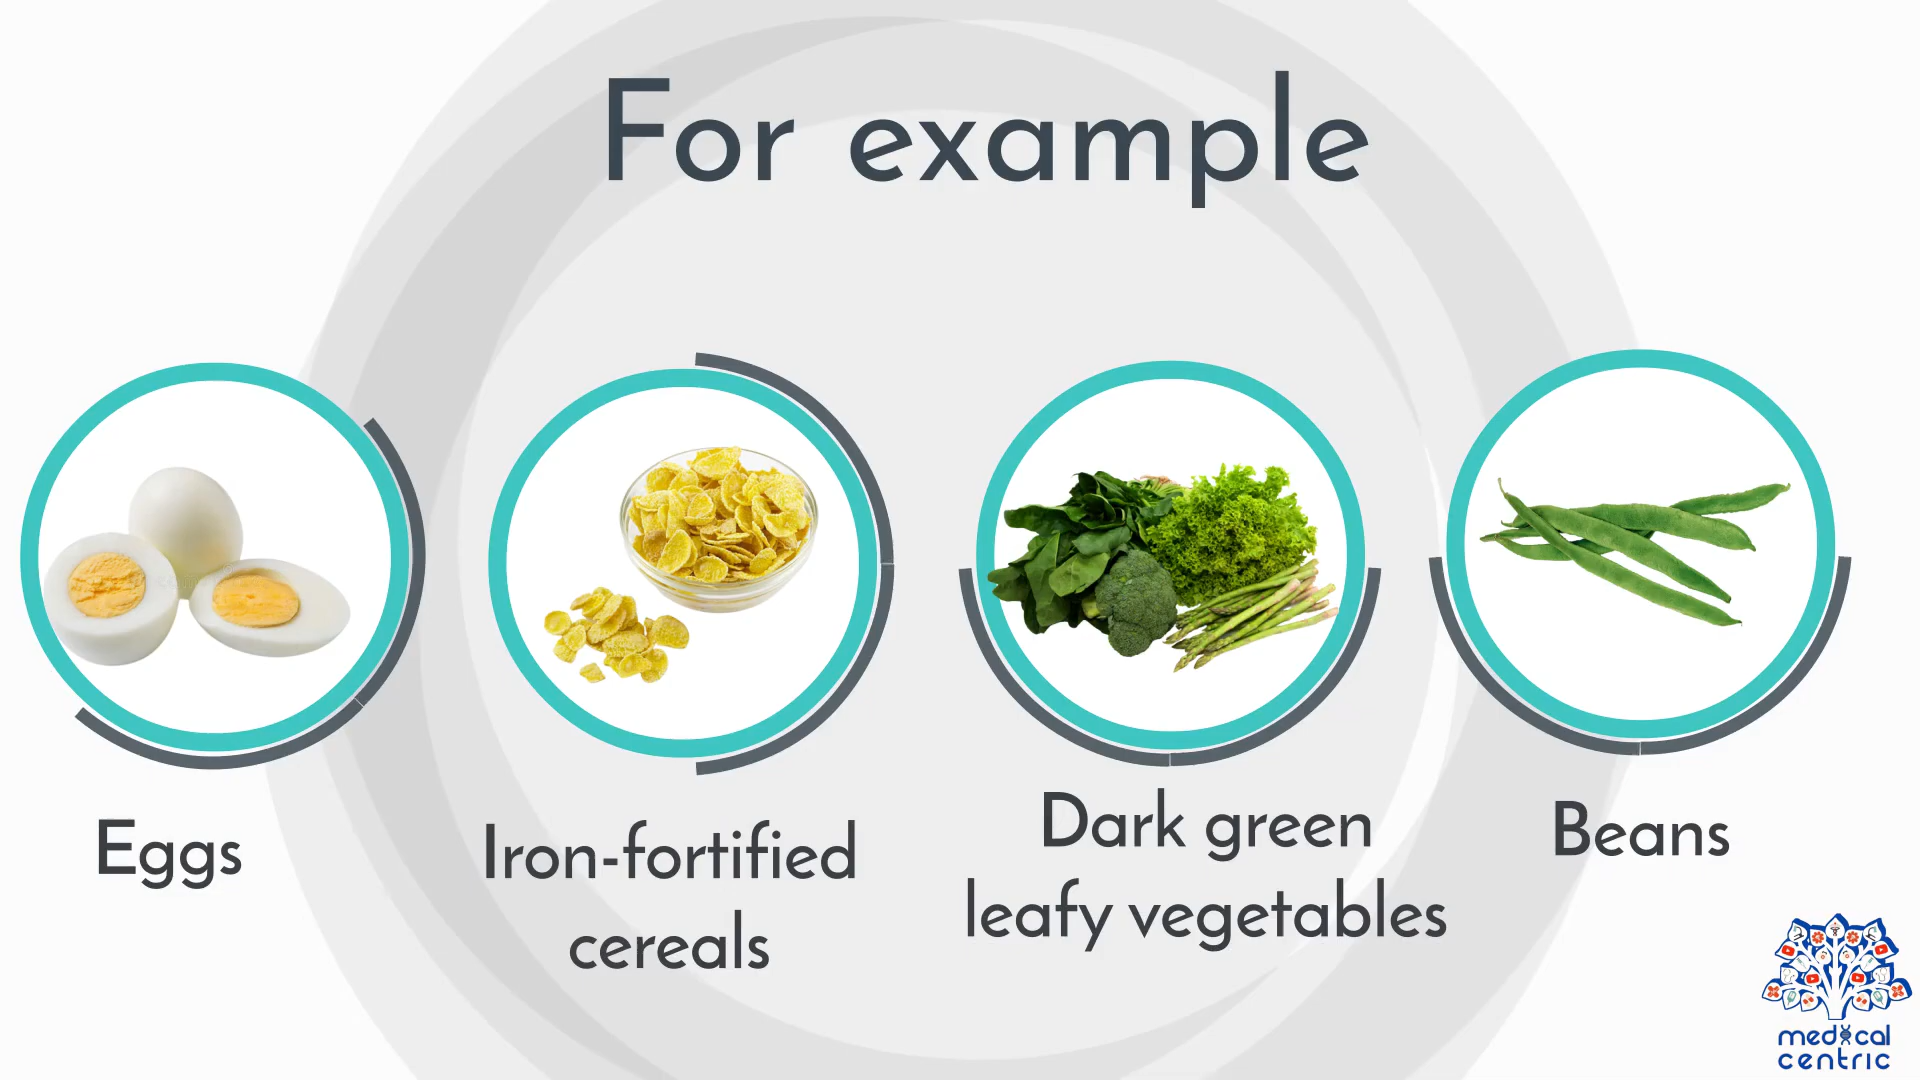 For example
Eggs
Iron-fortified
cereals
Dark green
leafy vegetables
Beans
medical
centric